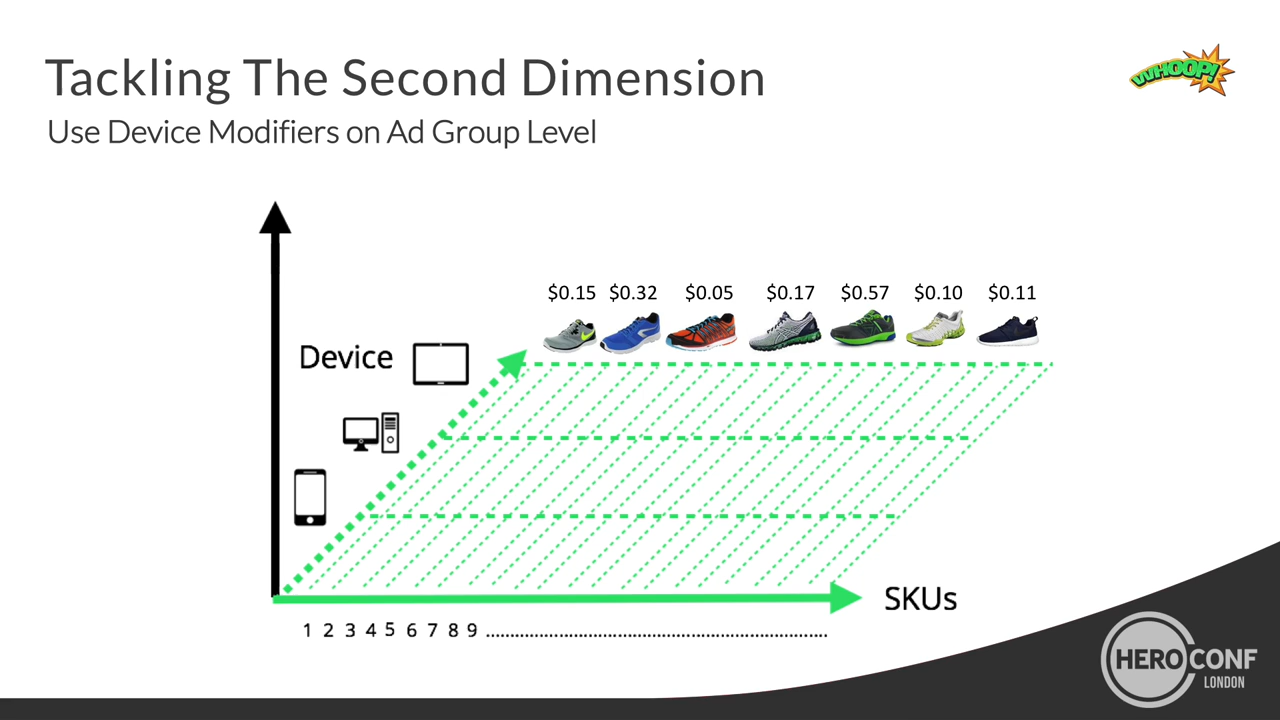 Tackling The Second Dimension
WHOOP!
Use Device Modifiers on Ad Group Level
$0.15 $0.32 $0.05 $0.17 $0.57 $0.10 $0.11
Device
SKUs
1 2 3 4 5 6 7 8 9 ..........................................................................
HERO CONF
LONDON